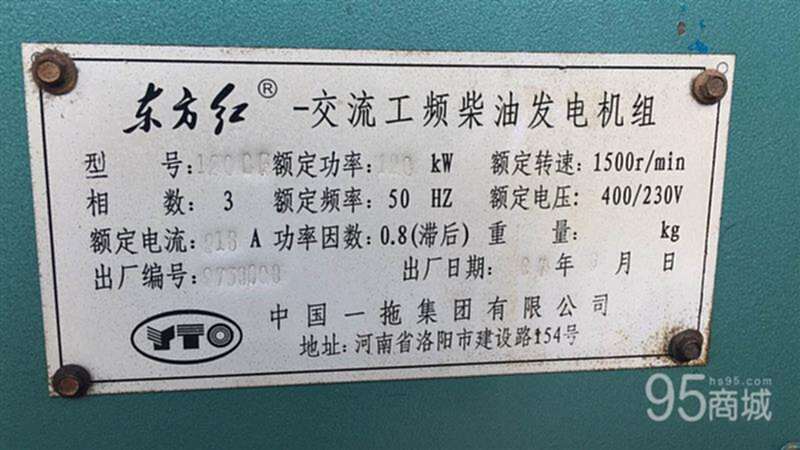 东方红® -交流工频柴油发电机组
型 号: 额定功率: kW 额定转速: 1500r/min
相 数: 3 额定频率: 50 HZ 额定电压: 400/230V
额定电流: A 功率因数: 0.8(滞后) 重 量: kg
出厂编号: 出厂日期: 年 月 日
YTO 中国一拖集团有限公司
地址: 河南省洛阳市建设路154号
95商城
hs95.com